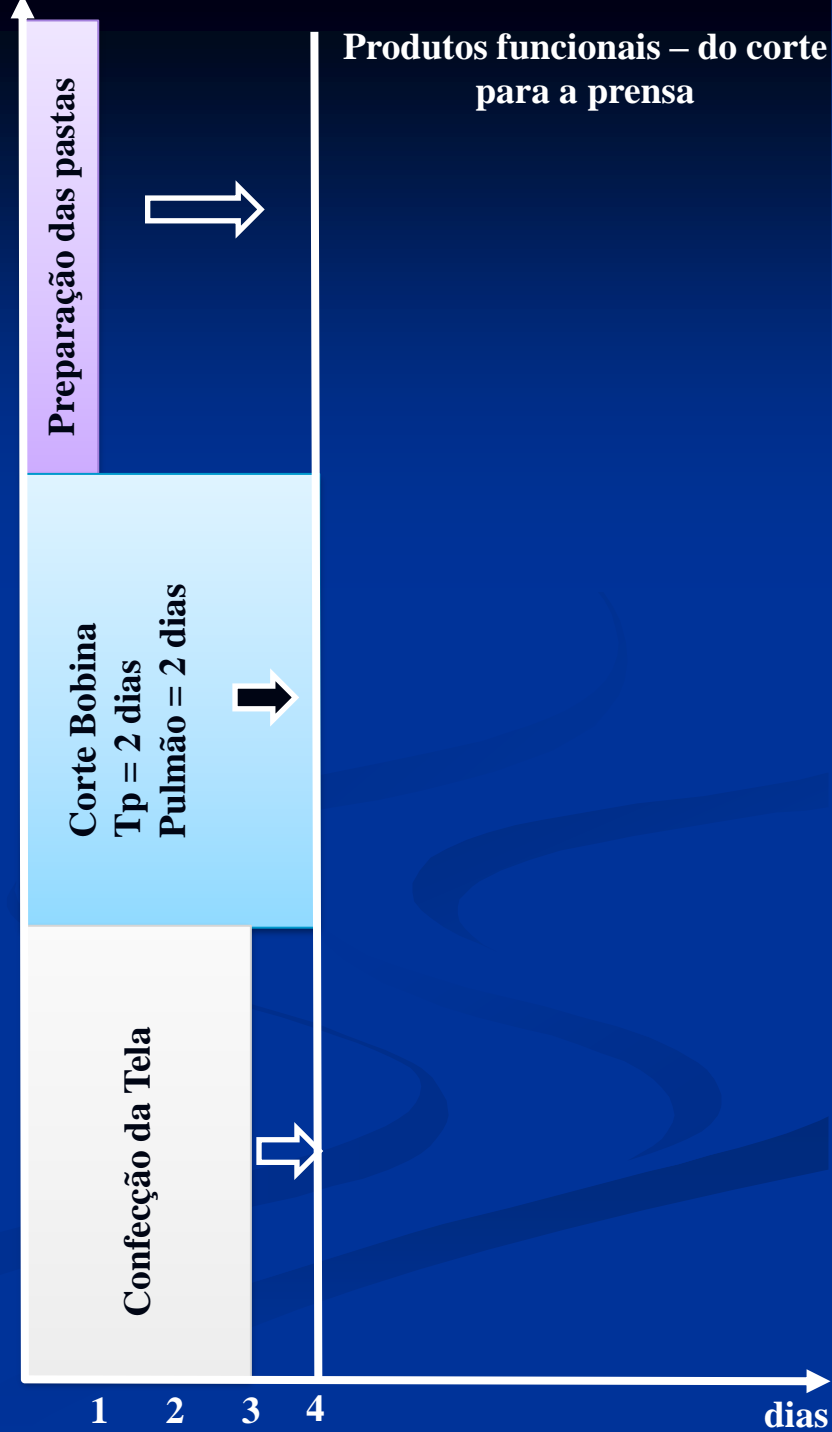 Produtos funcionais – do corte
para a prensa
Preparação das pastas
Corte Bobina
Tp = 2 dias
Pulmão = 2 dias
Confecção da Tela
1 2 3 4
dias